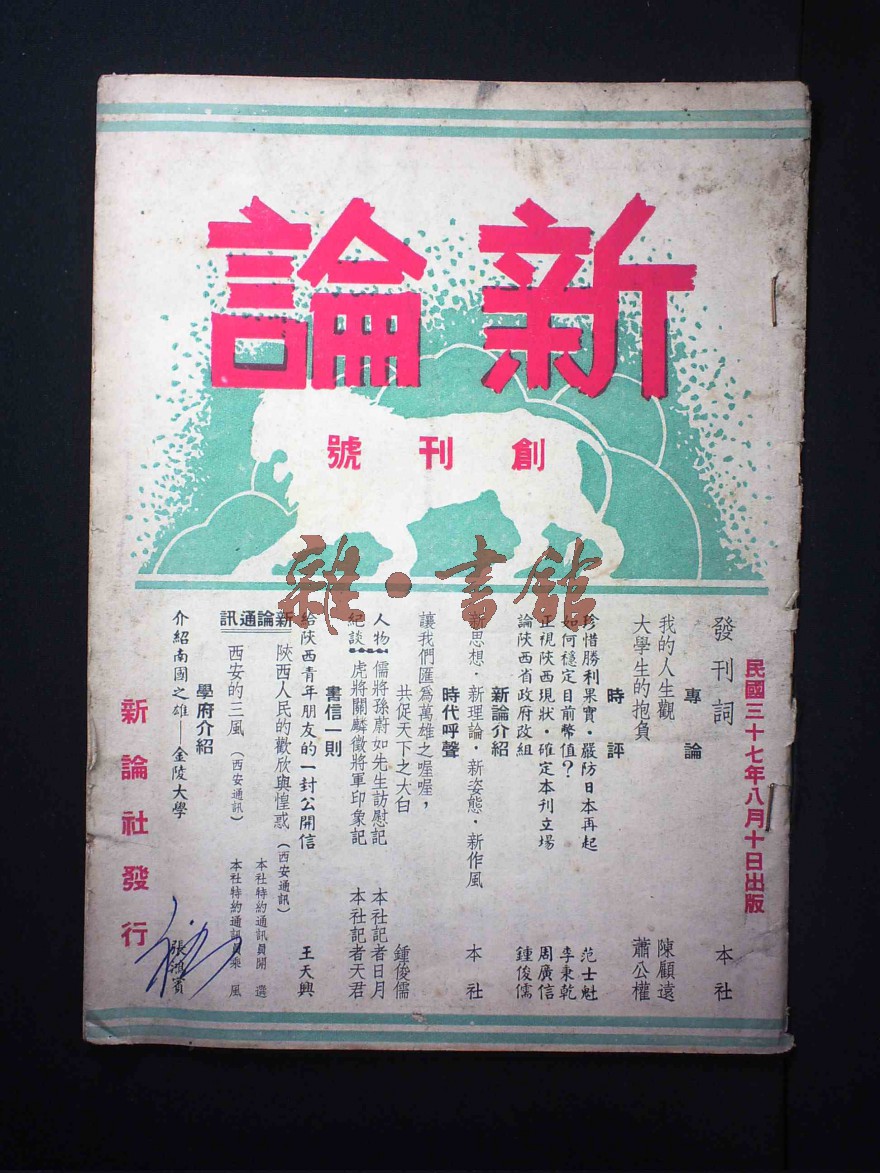 新論
創刊號
雜·書館
民國三十七年八月十日出版
發刊詞 本社
專論
我的人生觀 陳顧遠
大學生的抱負 蕭公權
時評
珍惜勝利果實·嚴防日本再起 范士魁
如何穩定目前幣值？ 李秉乾
正視陝西現狀·確定本刊立場 周廣信
論陝西省政府改組 鍾俊儒
新論介紹
新思想·新理論·新姿態·新作風 本社
時代呼聲
讓我們匯為萬雄之喔喔，
共促天下之大白 鍾俊儒
人物紀談
儒將孫蔚如先生訪慰記 本社記者日月
虎將關麟徵將軍印象記 本社記者天君
書信一則
給陝西青年朋友的一封公開信 王天興
新論通訊
陝西人民的歡欣與惶惑（西安通訊） 本社特約通訊員開選
西安的三風（西安通訊） 本社特約通訊員乘風
學府介紹
介紹南國之雄——金陵大學 張鴻賓
新論社發行